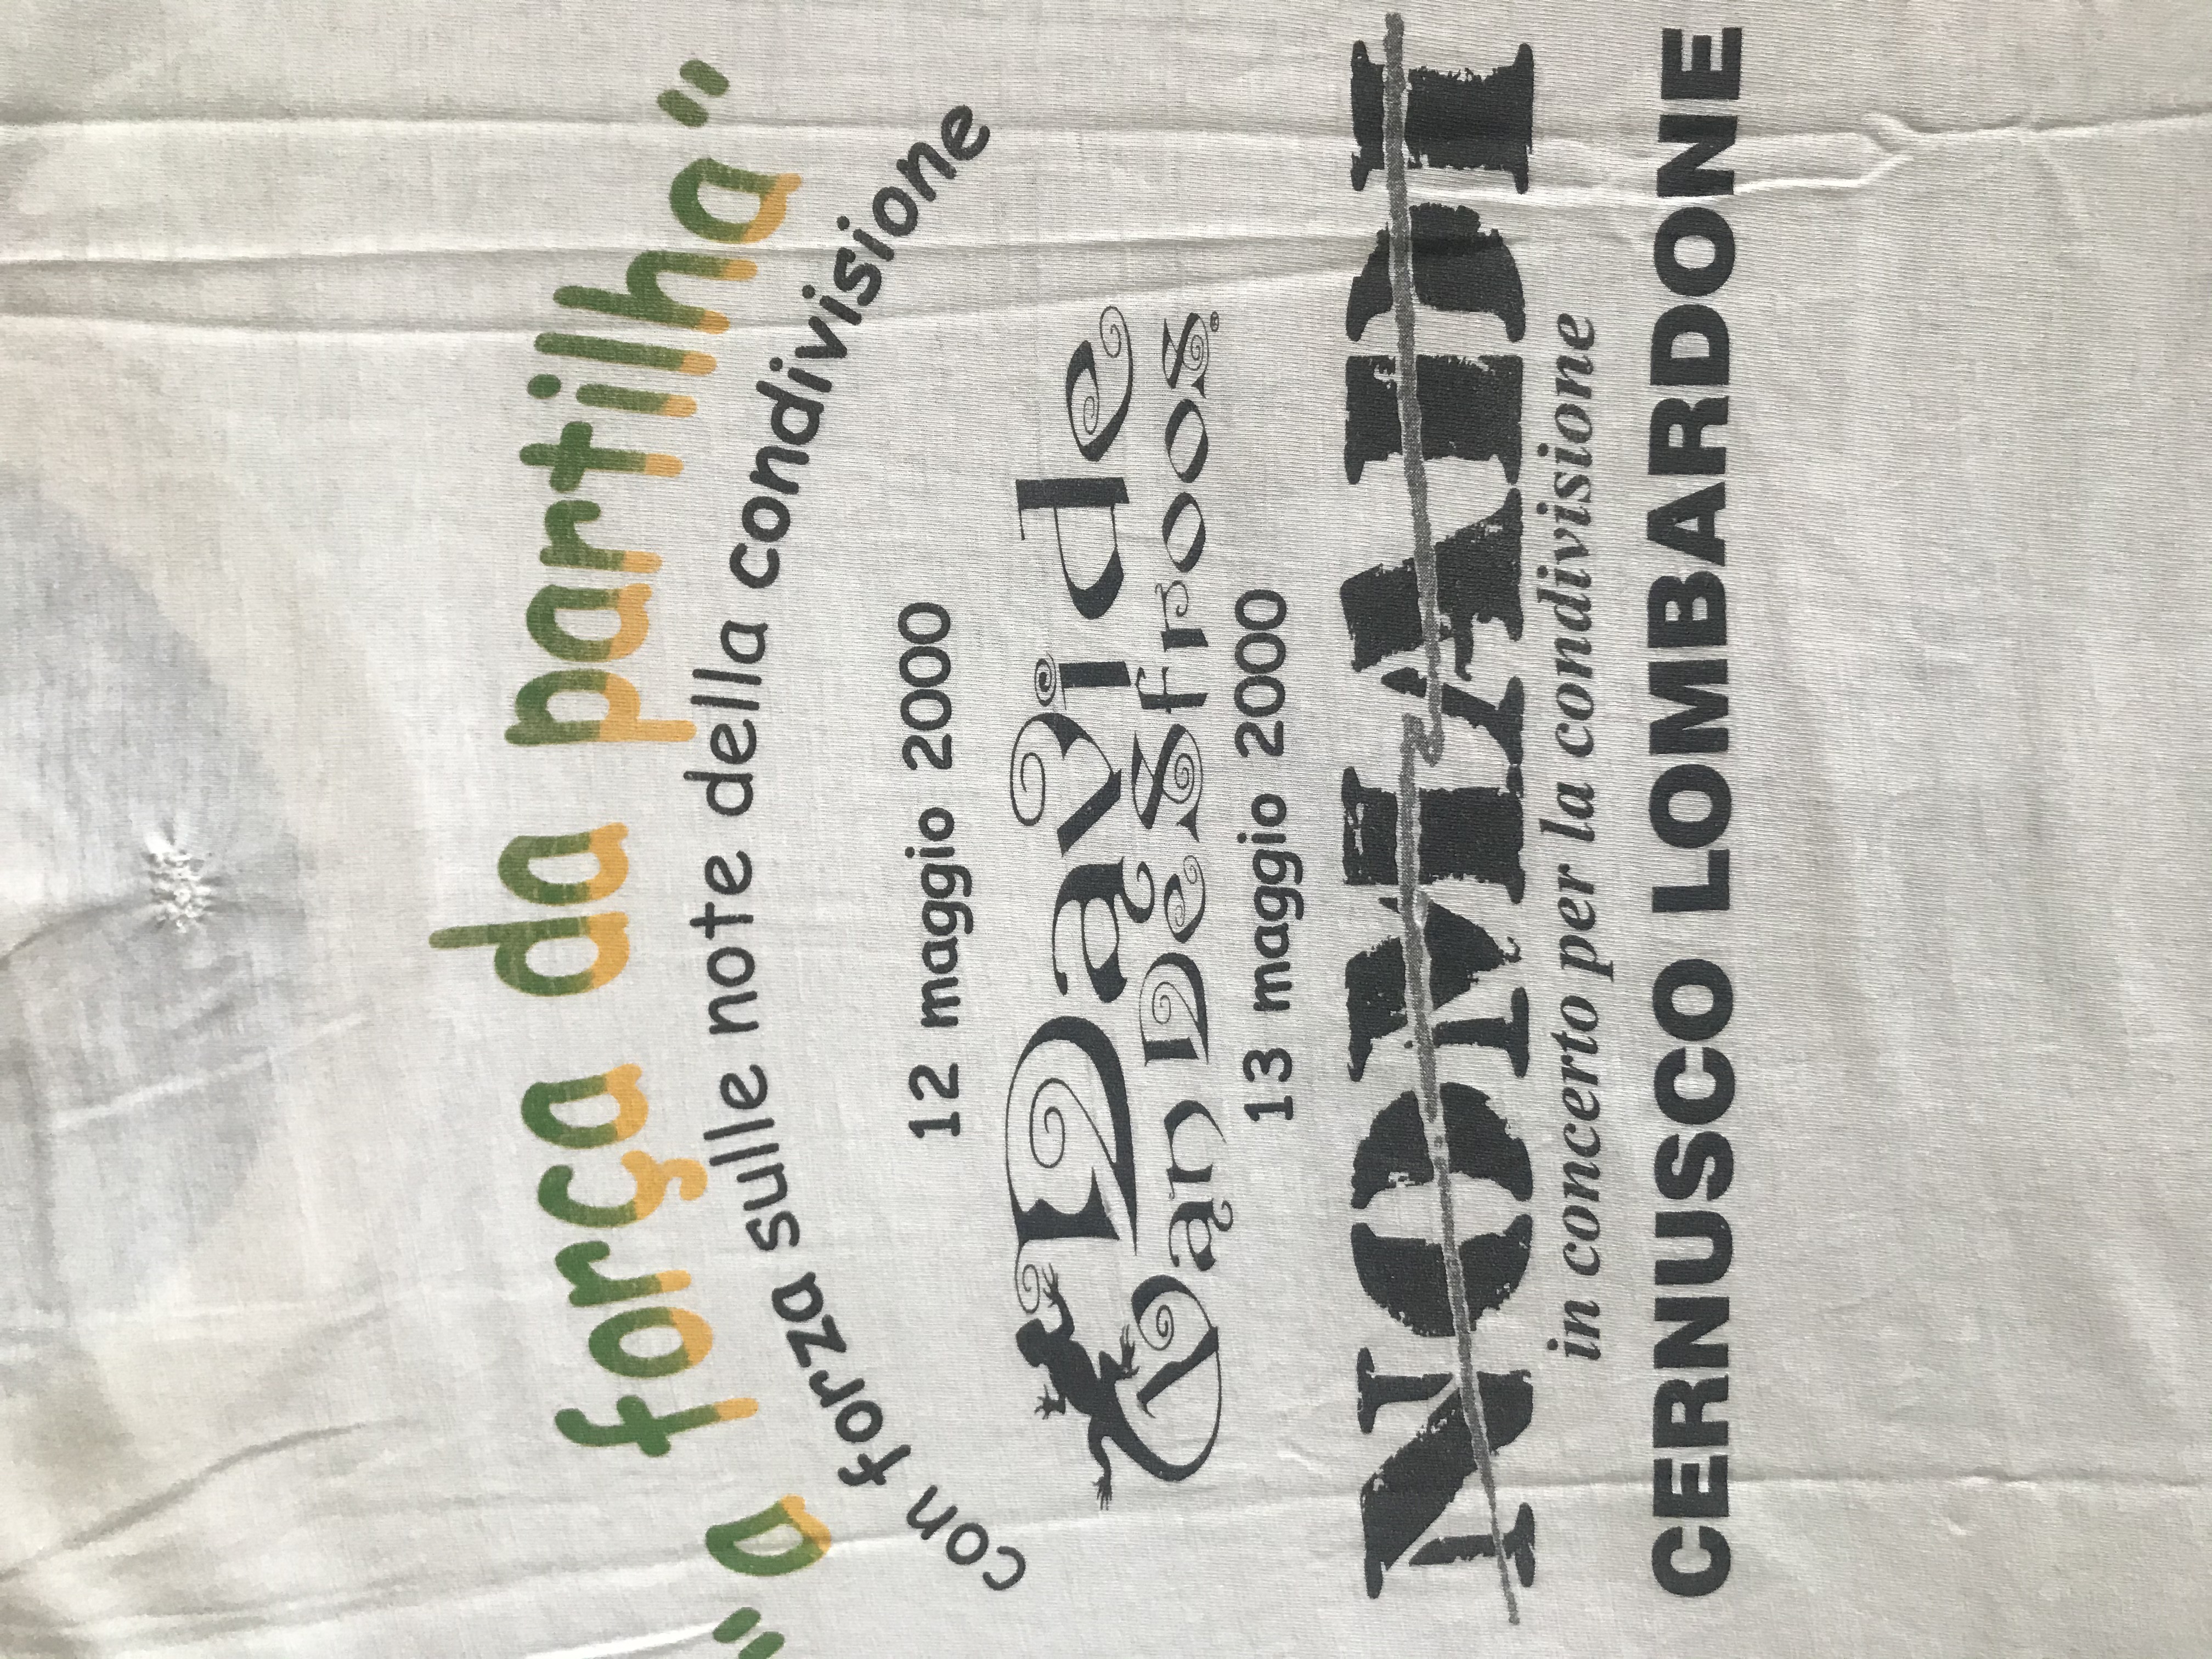 "a força da partilha"
con forza sulle note della condivisione
12 maggio 2000
Davide
Van De Sfroos®
13 maggio 2000
NOMADI
in concerto per la condivisione
CERNUSCO LOMBARDONE